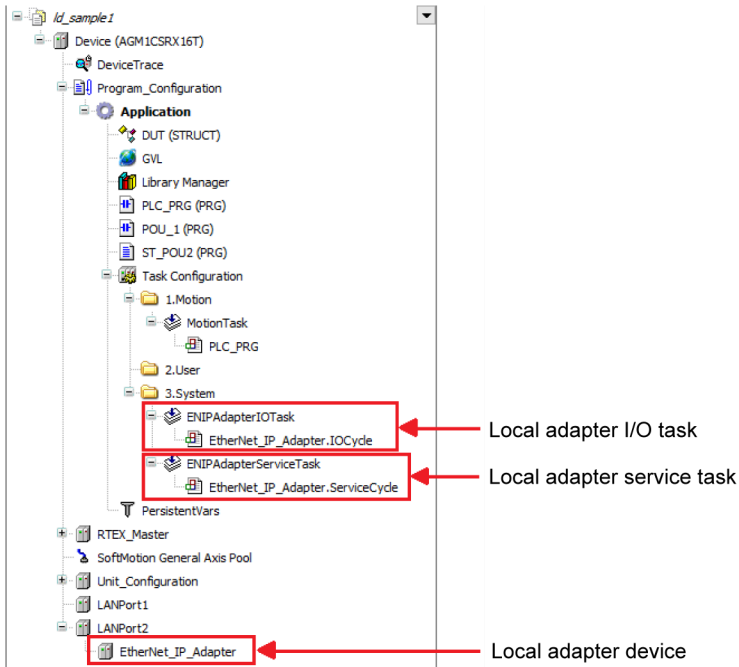 ld_sample1
Device (AGM1CSRX16T)
DeviceTrace
Program_Configuration
Application
DUT (STRUCT)
GVL
Library Manager
PLC_PRG (PRG)
POU_1 (PRG)
ST_POU2 (PRG)
Task Configuration
1.Motion
MotionTask
PLC_PRG
2.User
3.System
ENIPAdapterIOTask
EtherNet_IP_Adapter.IOCycle
Local adapter I/O task
ENIPAdapterServiceTask
EtherNet_IP_Adapter.ServiceCycle
Local adapter service task
PersistentVars
RTEX_Master
SoftMotion General Axis Pool
Unit_Configuration
LANPort1
LANPort2
EtherNet_IP_Adapter
Local adapter device